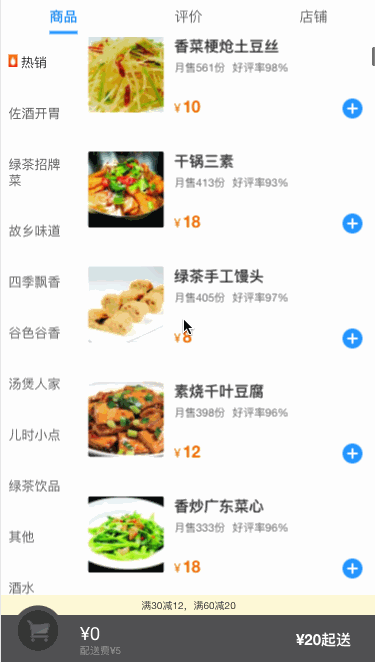 商品
评价
店铺
热销
佐酒开胃
绿茶招牌
菜
故乡味道
四季飘香
谷色谷香
汤煲人家
儿时小点
绿茶饮品
其他
酒水
香菜梗炝土豆丝
月售561份 好评率98%
¥10
干锅三素
月售413份 好评率93%
¥18
绿茶手工馒头
月售405份 好评率97%
¥8
素烧千叶豆腐
月售398份 好评率96%
¥12
香炒广东菜心
月售333份 好评率96%
¥18
满30减12，满60减20
¥0
配送费¥5
¥20起送